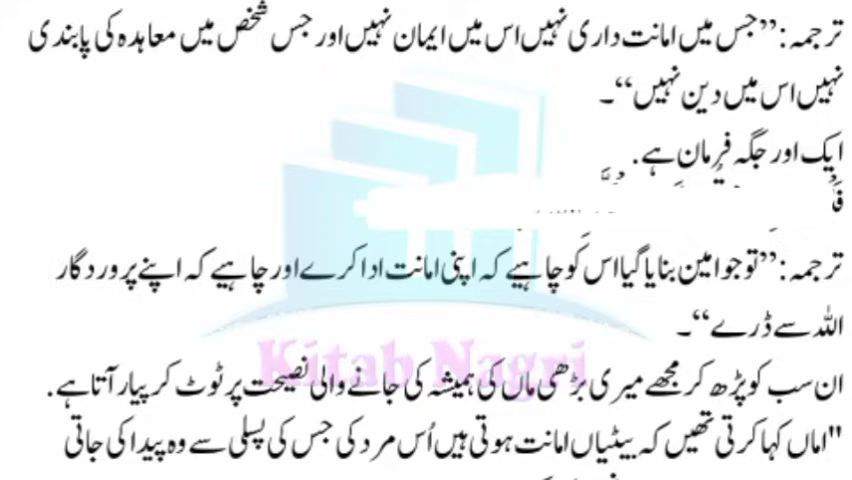 ترجمہ: ’’جس میں امانت داری نہیں اس میں ایمان نہیں اور جس شخص میں معاہدہ کی پابندی
نہیں اس میں دین نہیں‘‘۔
ایک اور جگہ فرمان ہے.
ترجمہ: ’’تو جو امین بنایا گیا اس کو چاہیے کہ اپنی امانت ادا کرے اور چاہیے کہ اپنے پروردگار
اللہ سے ڈرے‘‘۔
Kitab Nagri
ان سب کو پڑھ کر مجھے میری بڑھی ماں کی ہمیشہ کی جانے والی نصیحت پر ٹوٹ کر پیار آتا ہے.
"اماں کہا کرتی تھیں کہ بیٹیاں امانت ہوتی ہیں اُس مرد کی جس کی پسلی سے وہ پیدا کی جاتی